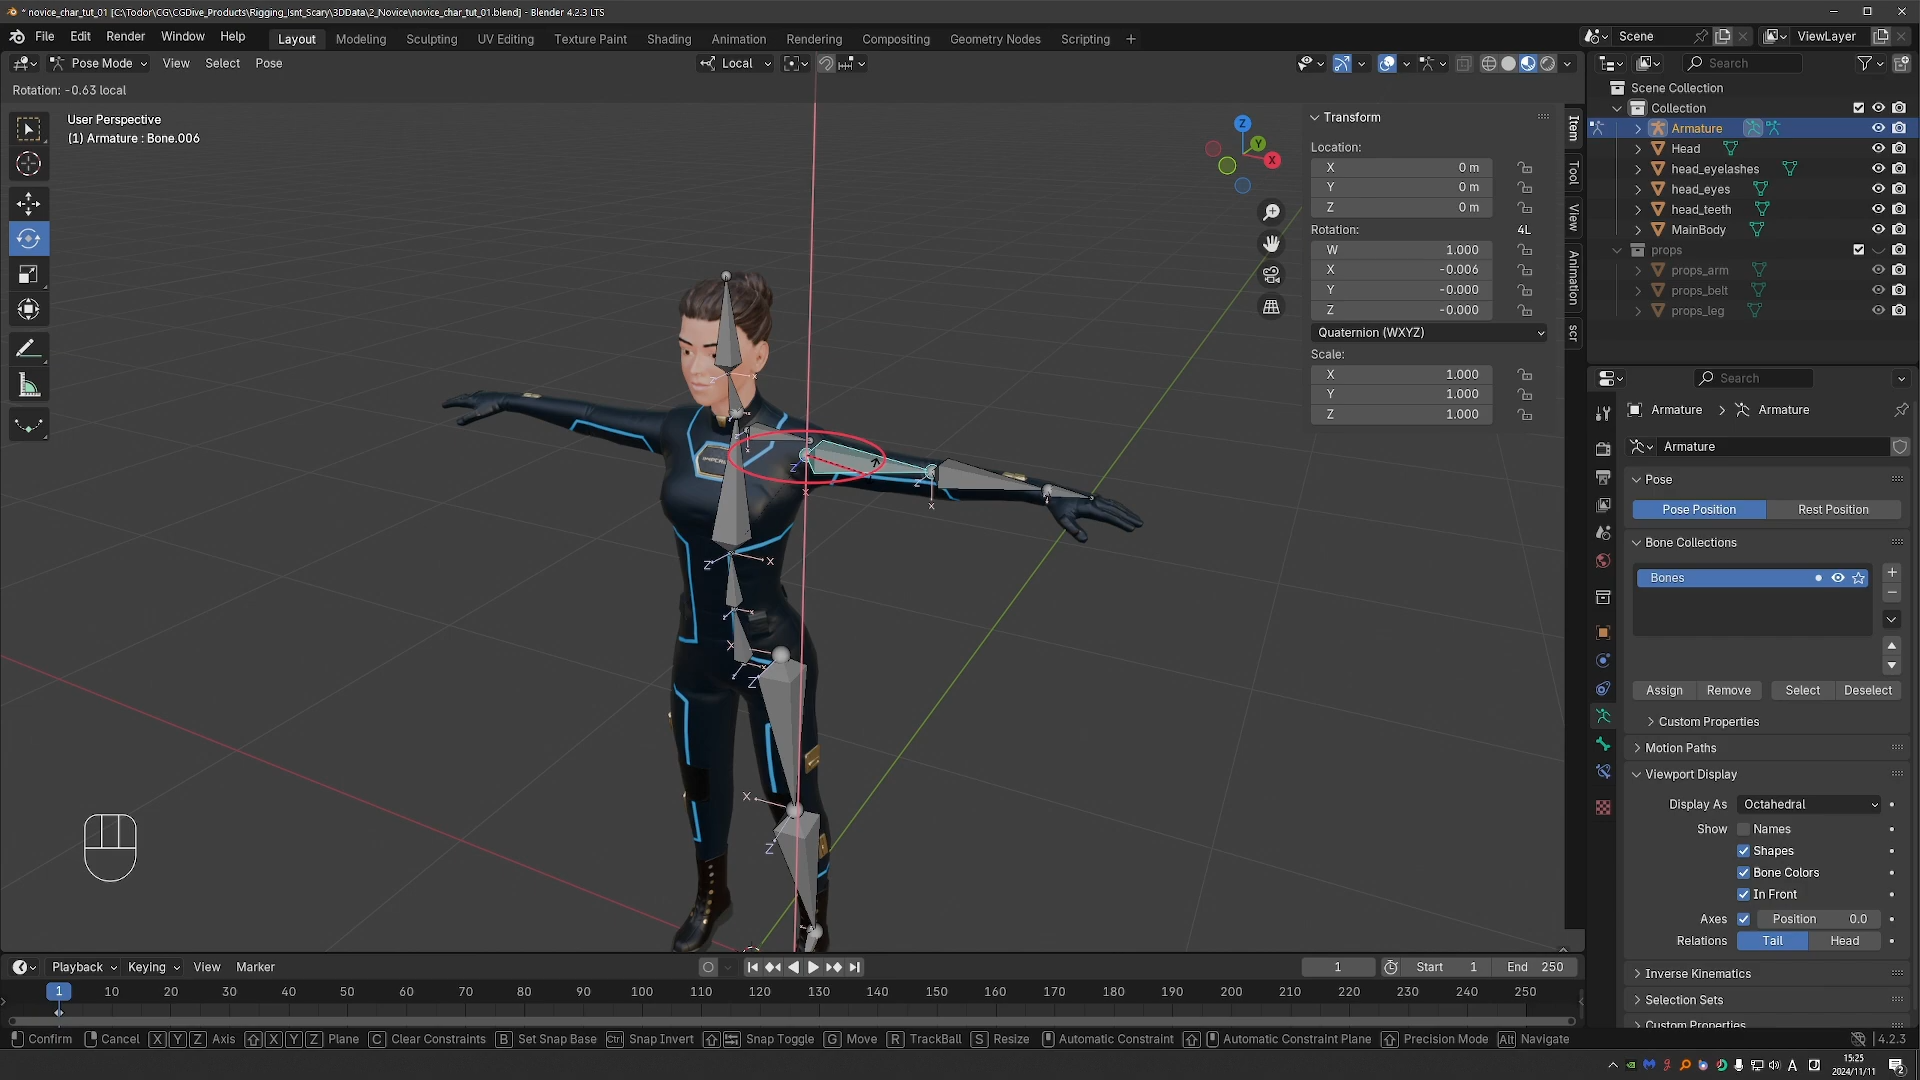 * novice_char_tut_01 [C:\Todor\CG\CGDive_Products\Rigging_Isnt_Scary\3DData\2_Novice\novice_char_tut_01.blend] - Blender 4.2.3 LTS
File Edit Render Window Help Layout Modeling Sculpting UV Editing Texture Paint Shading Animation Rendering Compositing Geometry Nodes Scripting + Scene ViewLayer
Pose Mode View Select Pose Local Search
Rotation: -0.63 local
User Perspective
(1) Armature : Bone.006
Z
Y
X
Transform
Location:
X 0 m
Y 0 m
Z 0 m
Rotation: 4L
W 1.000
X -0.006
Y -0.000
Z -0.000
Quaternion (WXYZ)
Scale:
X 1.000
Y 1.000
Z 1.000
Item
Tool
View
Animation
scr
Scene Collection
Collection
Armature
Head
head_eyelashes
head_eyes
head_teeth
MainBody
props
props_arm
props_belt
props_leg
Search
Armature Armature
Armature
Pose
Pose Position Rest Position
Bone Collections
Bones
Assign Remove Select Deselect
Custom Properties
Motion Paths
Viewport Display
Display As Octahedral
Show Names
Shapes
Bone Colors
In Front
Axes Position 0.0
Relations Tail Head
Inverse Kinematics
Selection Sets
Custom Properties
Playback Keying View Marker 1 Start 1 End 250
1 10 20 30 40 50 60 70 80 90 100 110 120 130 140 150 160 170 180 190 200 210 220 230 240 250
Confirm Cancel X Y Z Axis X Y Z Plane C Clear Constraints B Set Snap Base Ctrl Snap Invert Snap Toggle G Move R TrackBall S Resize Automatic Constraint Automatic Constraint Plane Precision Mode Alt Navigate 4.2.3
A 15:25
2024/11/11